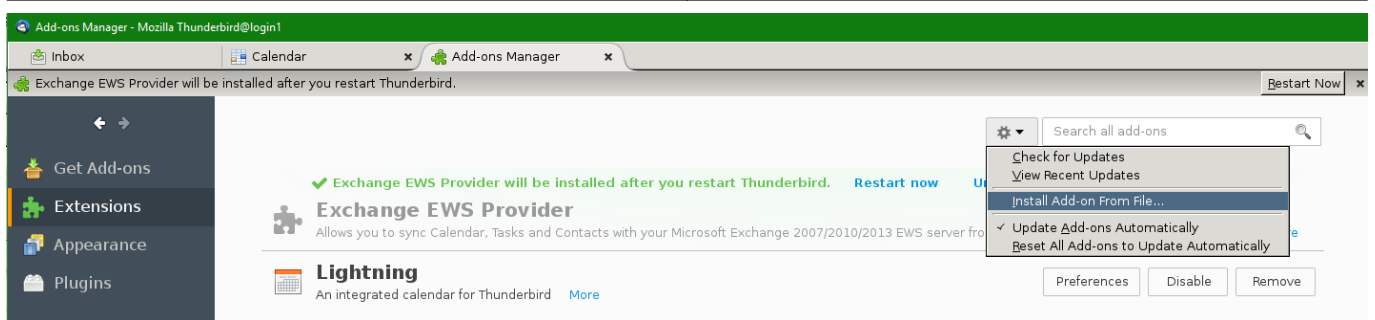 Add-ons Manager - Mozilla Thunderbird@login1
Inbox
Calendar
Add-ons Manager
Exchange EWS Provider will be installed after you restart Thunderbird.
Restart Now
Get Add-ons
Extensions
Appearance
Plugins
Search all add-ons
Check for Updates
View Recent Updates
Install Add-on From File...
Update Add-ons Automatically
Reset All Add-ons to Update Automatically
Exchange EWS Provider will be installed after you restart Thunderbird. Restart now
Exchange EWS Provider
Allows you to sync Calendar, Tasks and Contacts with your Microsoft Exchange 2007/2010/2013 EWS server
Lightning
An integrated calendar for Thunderbird More
Preferences Disable Remove